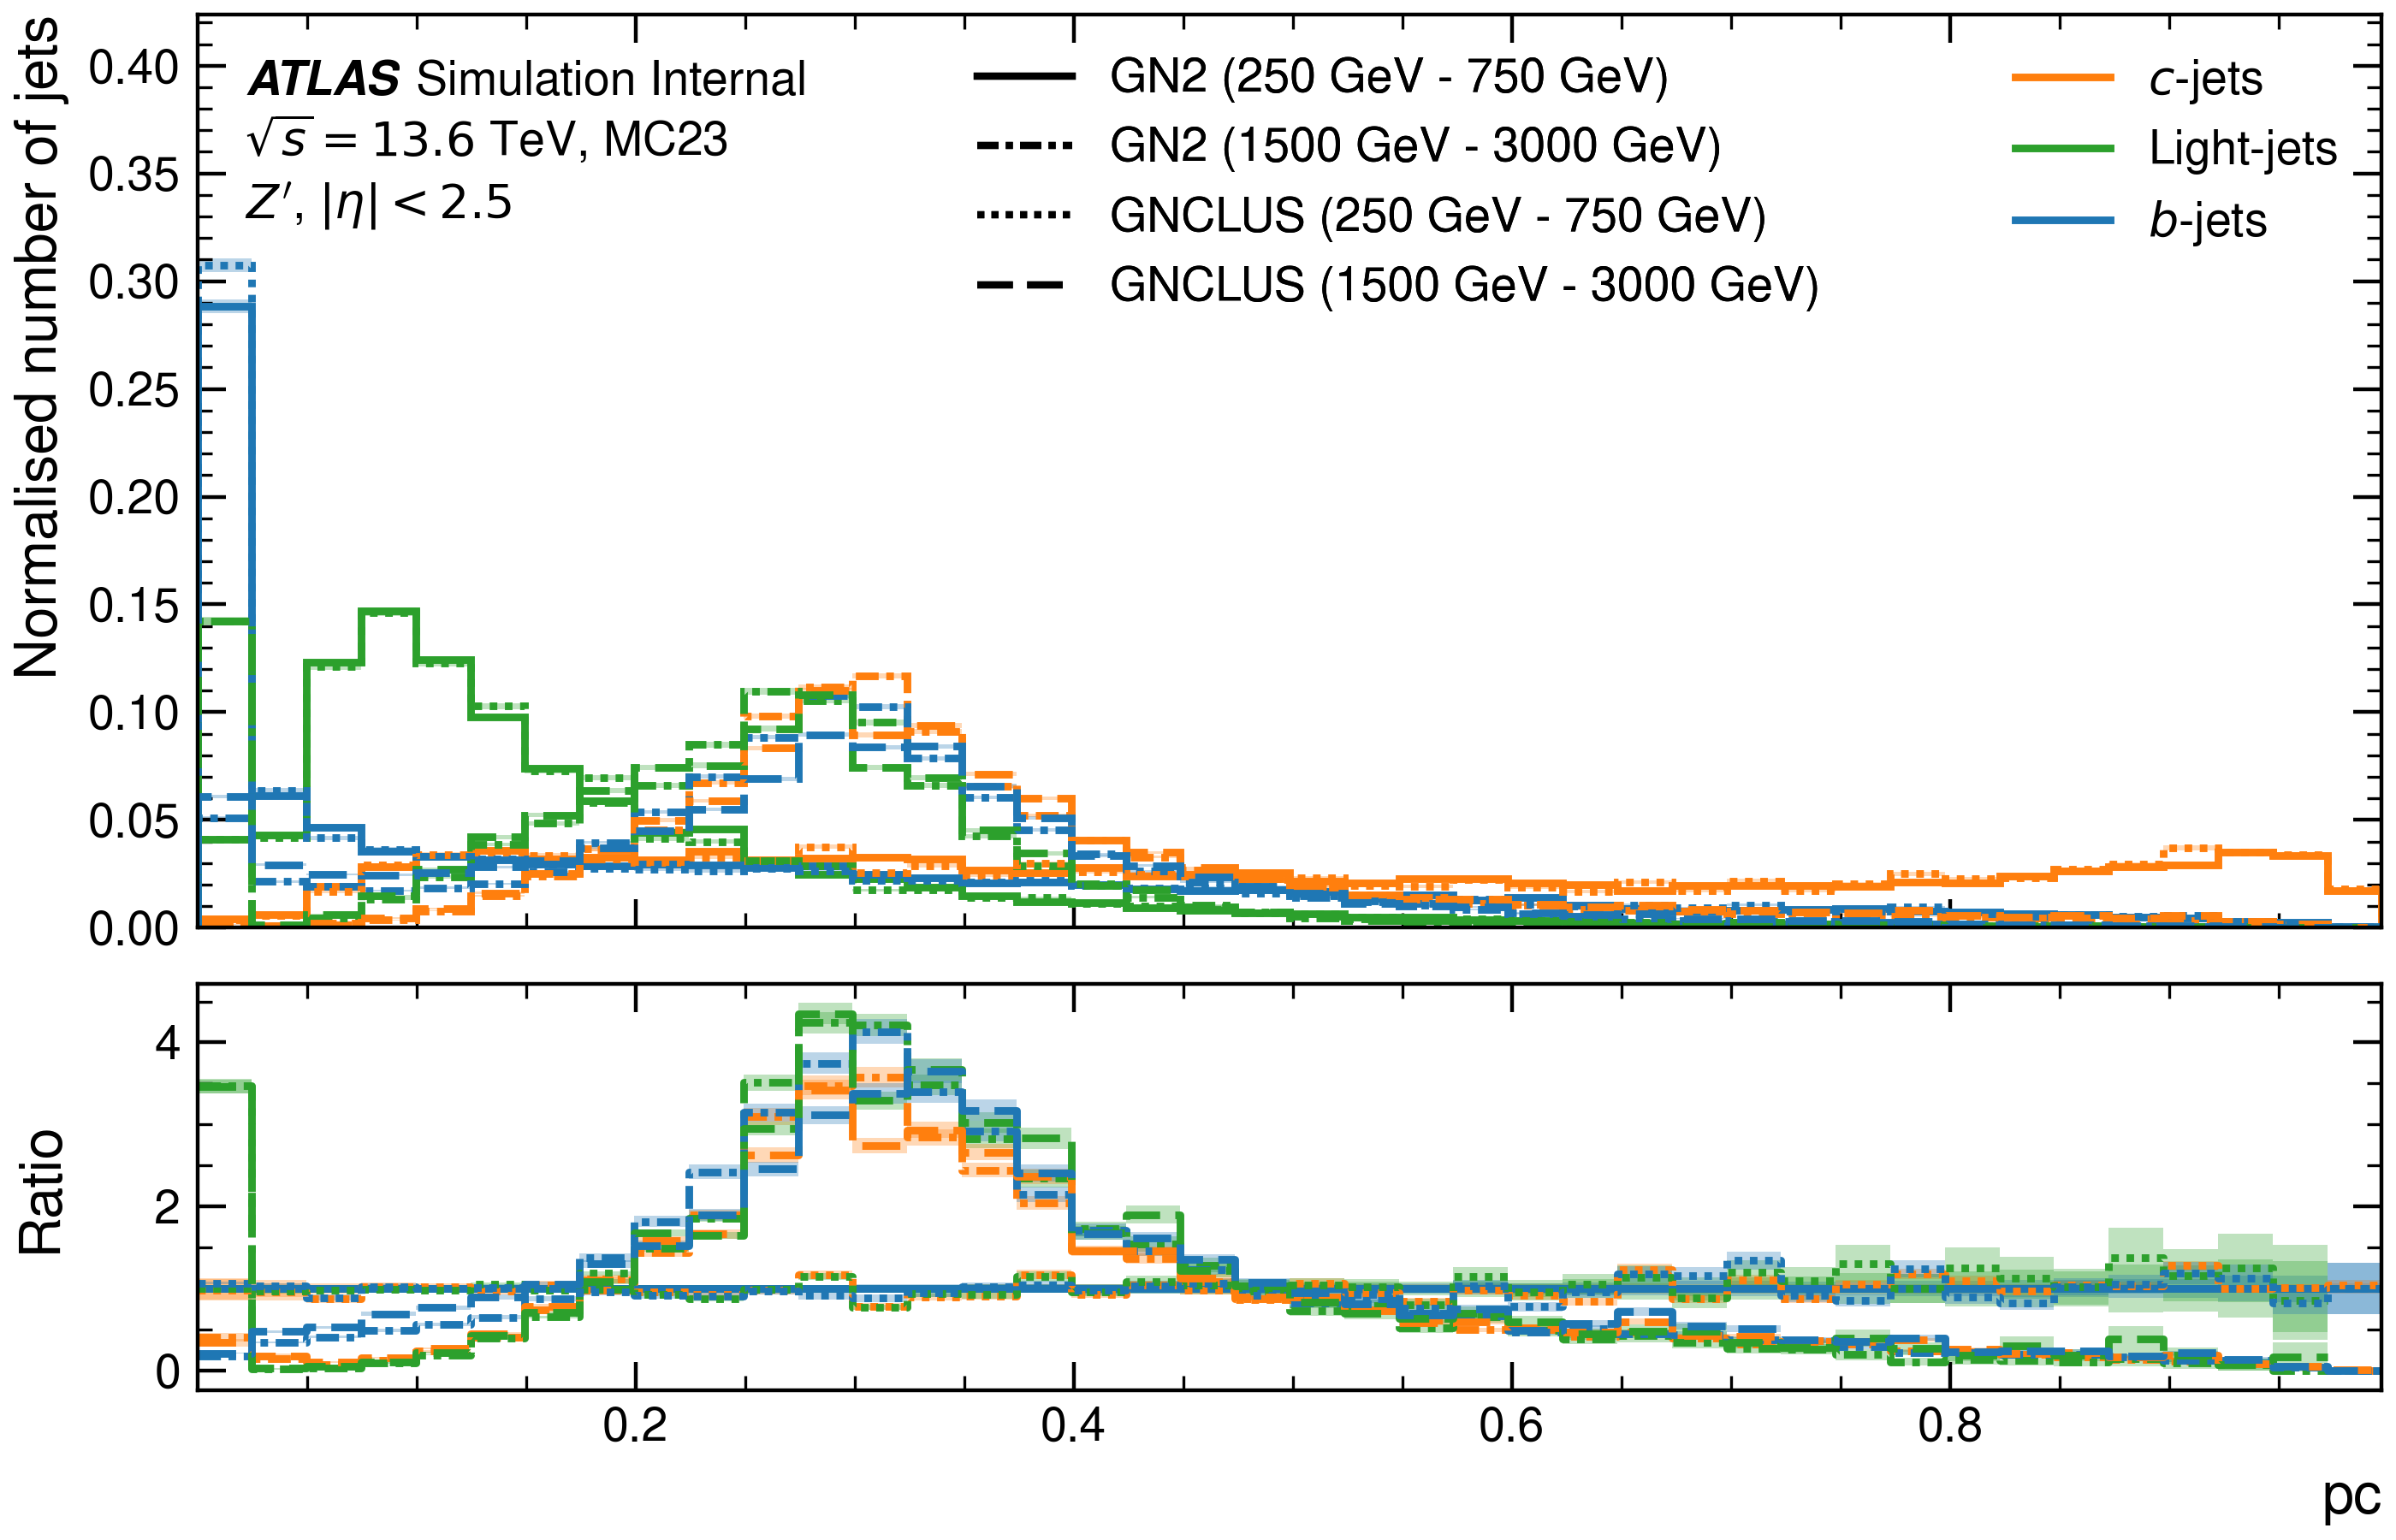 Normalised number of jets
0.40
0.35
0.30
0.25
0.20
0.15
0.10
0.05
0.00
ATLAS Simulation Internal
√s = 13.6 TeV, MC23
Z′, |η| < 2.5
GN2 (250 GeV - 750 GeV)
GN2 (1500 GeV - 3000 GeV)
GNCLUS (250 GeV - 750 GeV)
GNCLUS (1500 GeV - 3000 GeV)
c-jets
Light-jets
b-jets
Ratio
4
2
0
0.2
0.4
0.6
0.8
pc